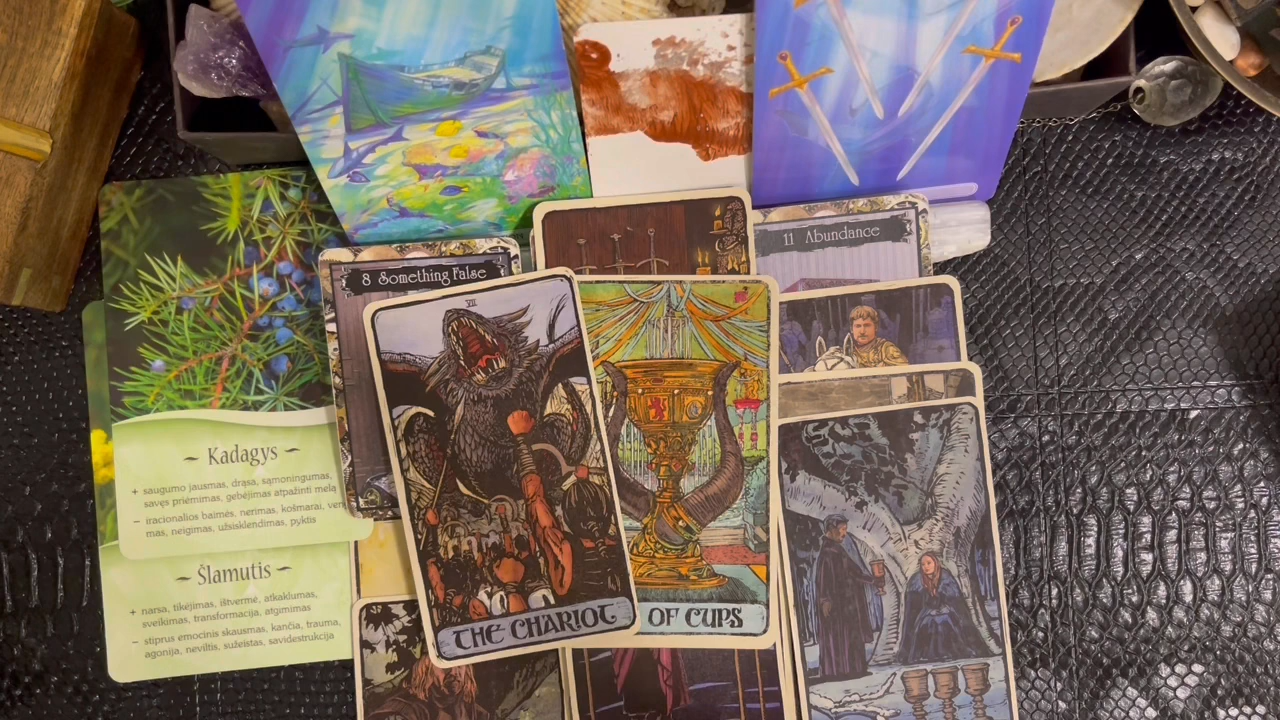 8 Something False
11 Abundance
VII
THE CHARIOT
OF CUPS
~ Kadagys ~
+ saugumo jausmas, drąsa, sąmoningumas,
savęs priėmimas, gebėjimas atpažinti melą
− iracionalios baimės, nerimas, košmarai,
mas, neigimas, užsisklendimas, pyktis
~ Šlamutis ~
+ narsa, tikėjimas, ištvermė, atkaklumas,
sveikimas, transformacija, atgimimas
− stiprus emocinis skausmas, kančia, trauma,
agonija, neviltis, sužeistas, savidestrukcija